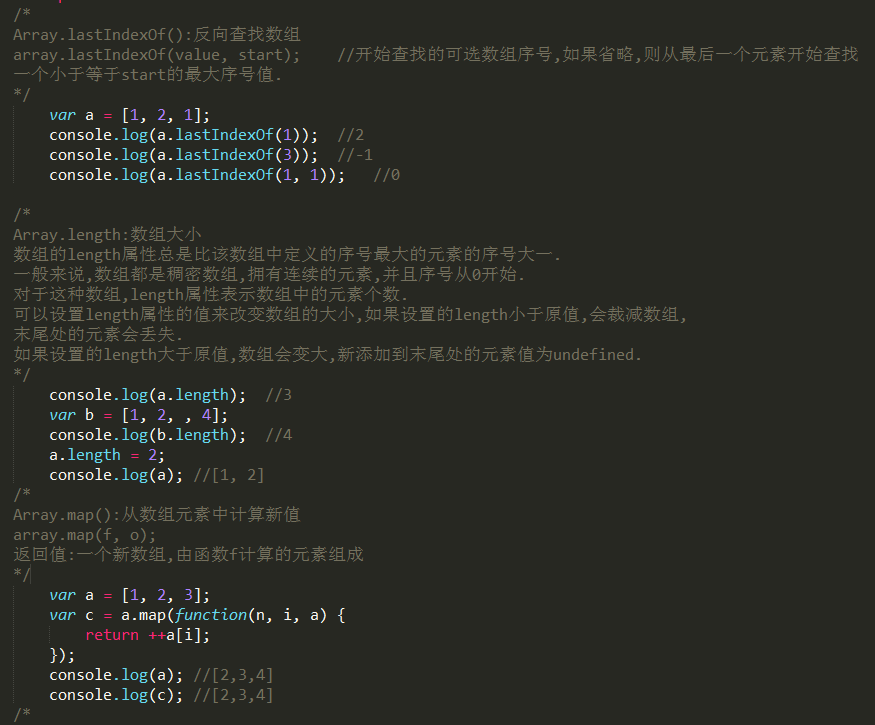 /*
Array.lastIndexOf():反向查找数组
array.lastIndexOf(value, start);    //开始查找的可选数组序号,如果省略,则从最后一个元素开始查找
一个小于等于start的最大序号值.
*/
    var a = [1, 2, 1];
    console.log(a.lastIndexOf(1));  //2
    console.log(a.lastIndexOf(3));  //-1
    console.log(a.lastIndexOf(1, 1));   //0
/*
Array.length:数组大小
数组的length属性总是比该数组中定义的序号最大的元素的序号大一.
一般来说,数组都是稠密数组,拥有连续的元素,并且序号从0开始.
对于这种数组,length属性表示数组中的元素个数.
可以设置length属性的值来改变数组的大小,如果设置的length小于原值,会裁减数组,
末尾处的元素会丢失.
如果设置的length大于原值,数组会变大,新添加到末尾处的元素值为undefined.
*/
    console.log(a.length);  //3
    var b = [1, 2, , 4];
    console.log(b.length);  //4
    a.length = 2;
    console.log(a); //[1, 2]
/*
Array.map():从数组元素中计算新值
array.map(f, o);
返回值:一个新数组,由函数f计算的元素组成
*/
    var a = [1, 2, 3];
    var c = a.map(function(n, i, a) {
        return ++a[i];
    });
    console.log(a); //[2,3,4]
    console.log(c); //[2,3,4]
/*